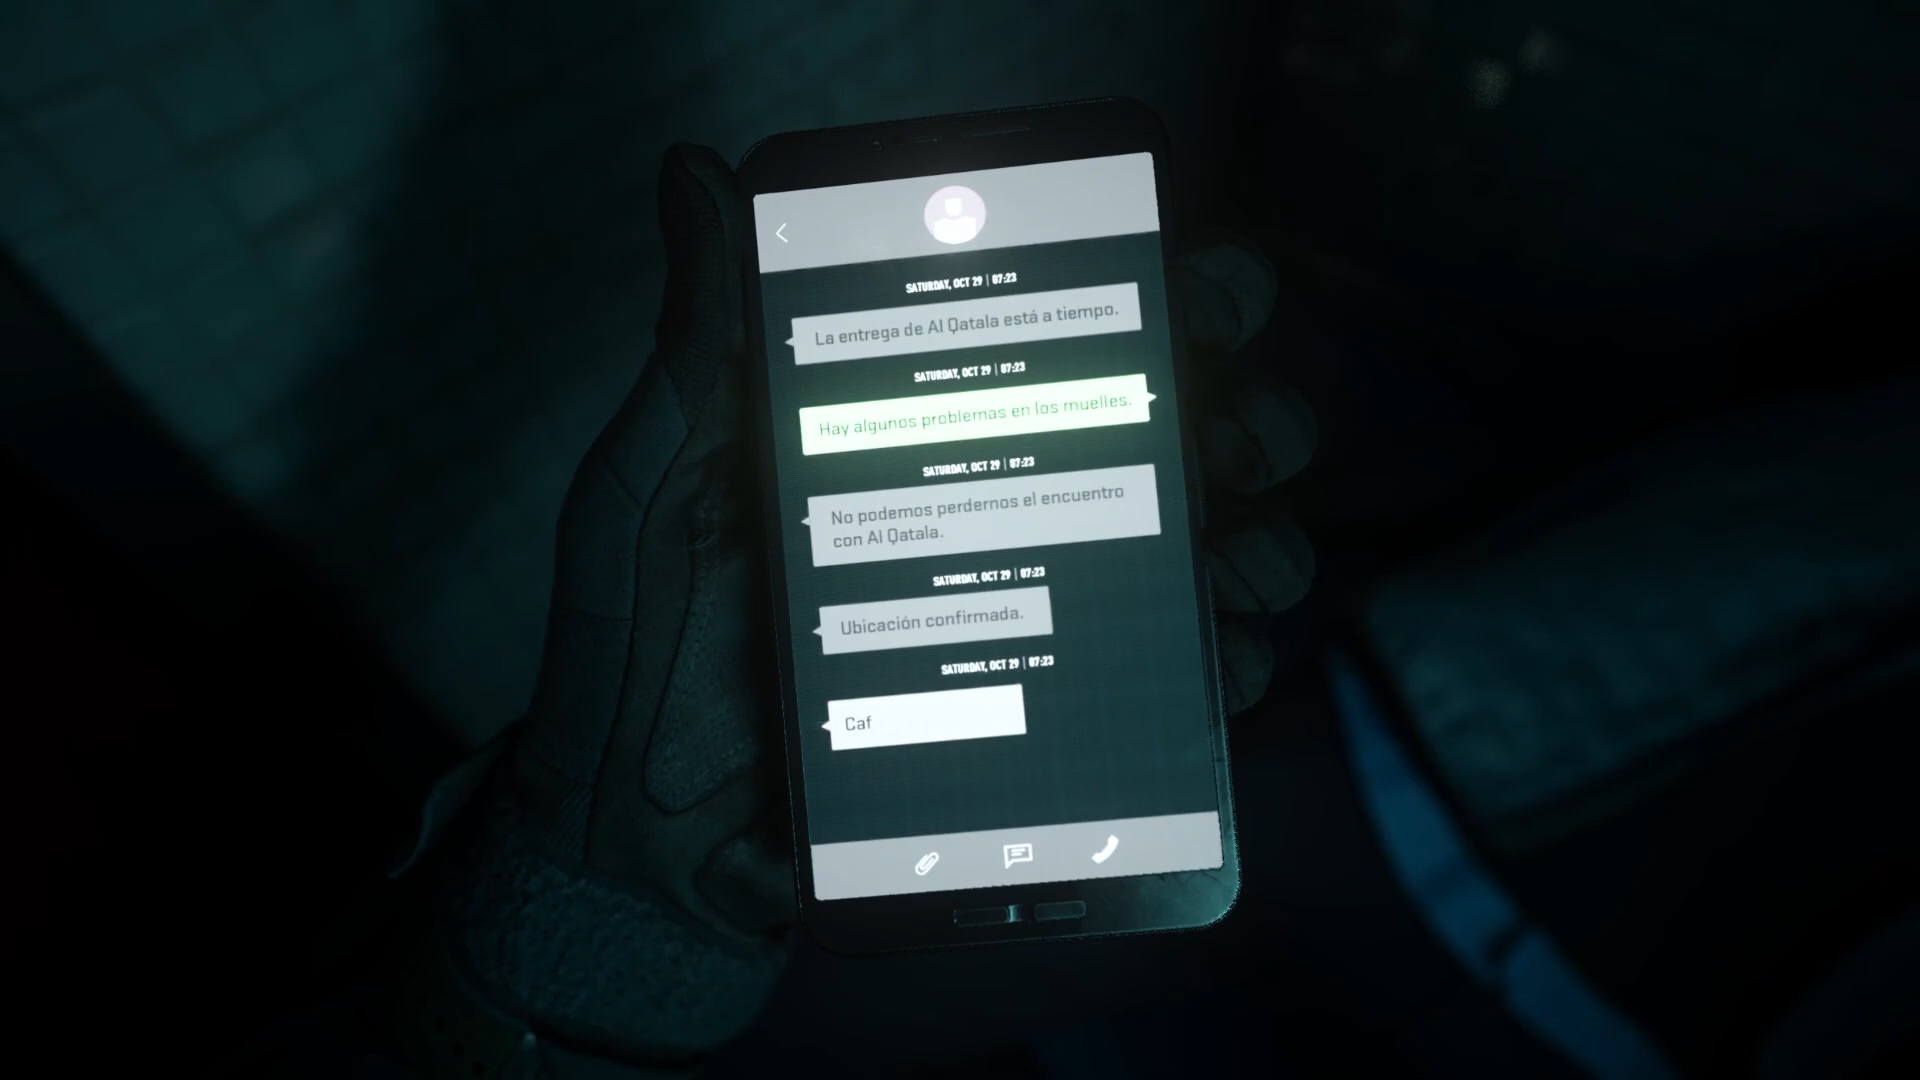 SATURDAY, OCT 29 | 07:23
La entrega de Al Qatala está a tiempo.
SATURDAY, OCT 29 | 07:23
Hay algunos problemas en los muelles.
SATURDAY, OCT 29 | 07:23
No podemos perdernos el encuentro
con Al Qatala.
SATURDAY, OCT 29 | 07:23
Ubicación confirmada.
SATURDAY, OCT 29 | 07:23
Caf